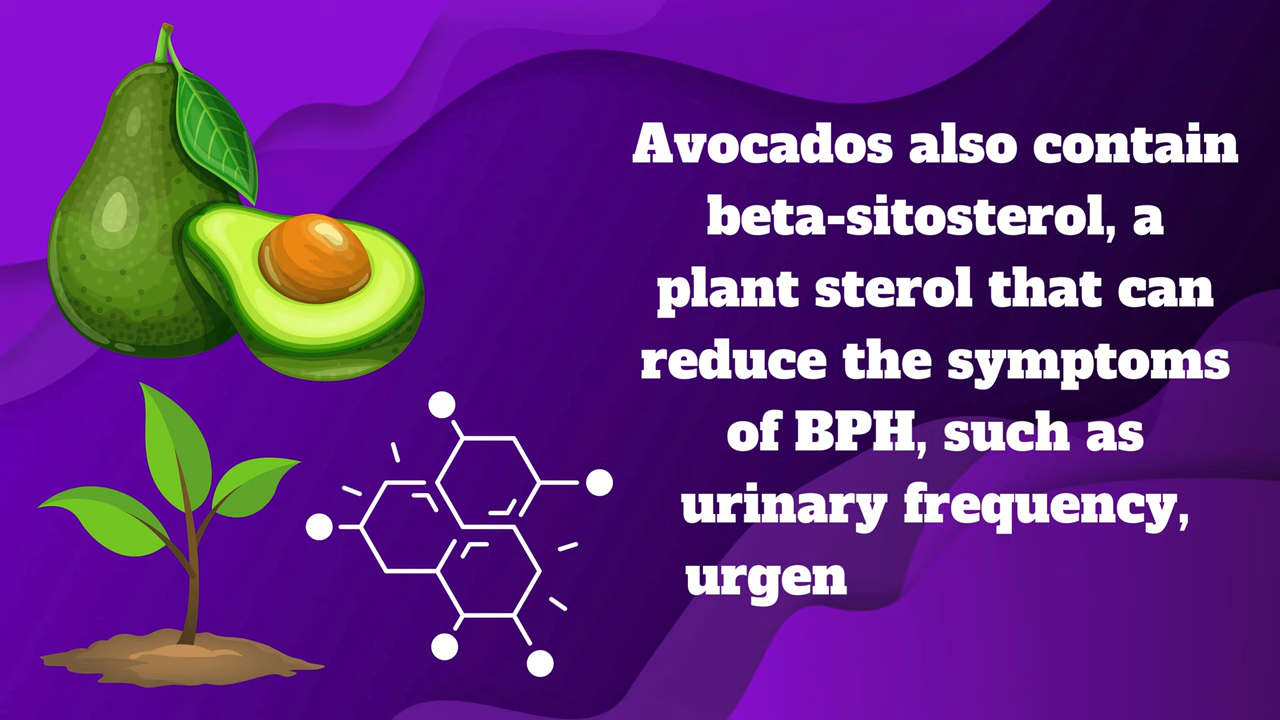 Avocados also contain
beta-sitosterol, a
plant sterol that can
reduce the symptoms
of BPH, such as
urinary frequency,
urgen